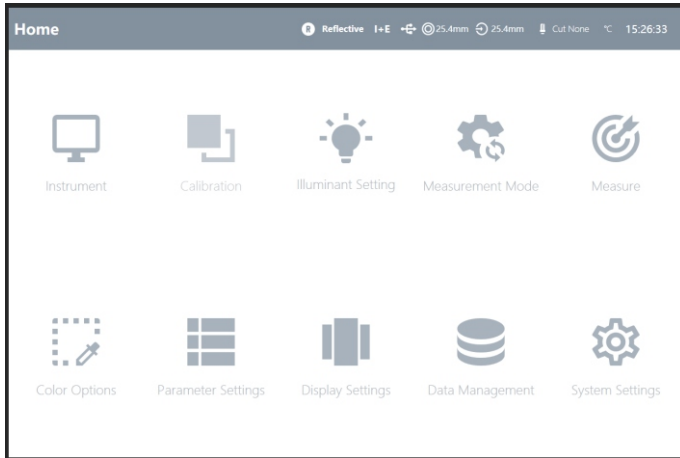 Home
R Reflective I+E 25.4mm 25.4mm Cut None °C 15:26:33
Instrument Calibration Illuminant Setting Measurement Mode Measure
Color Options Parameter Settings Display Settings Data Management System Settings